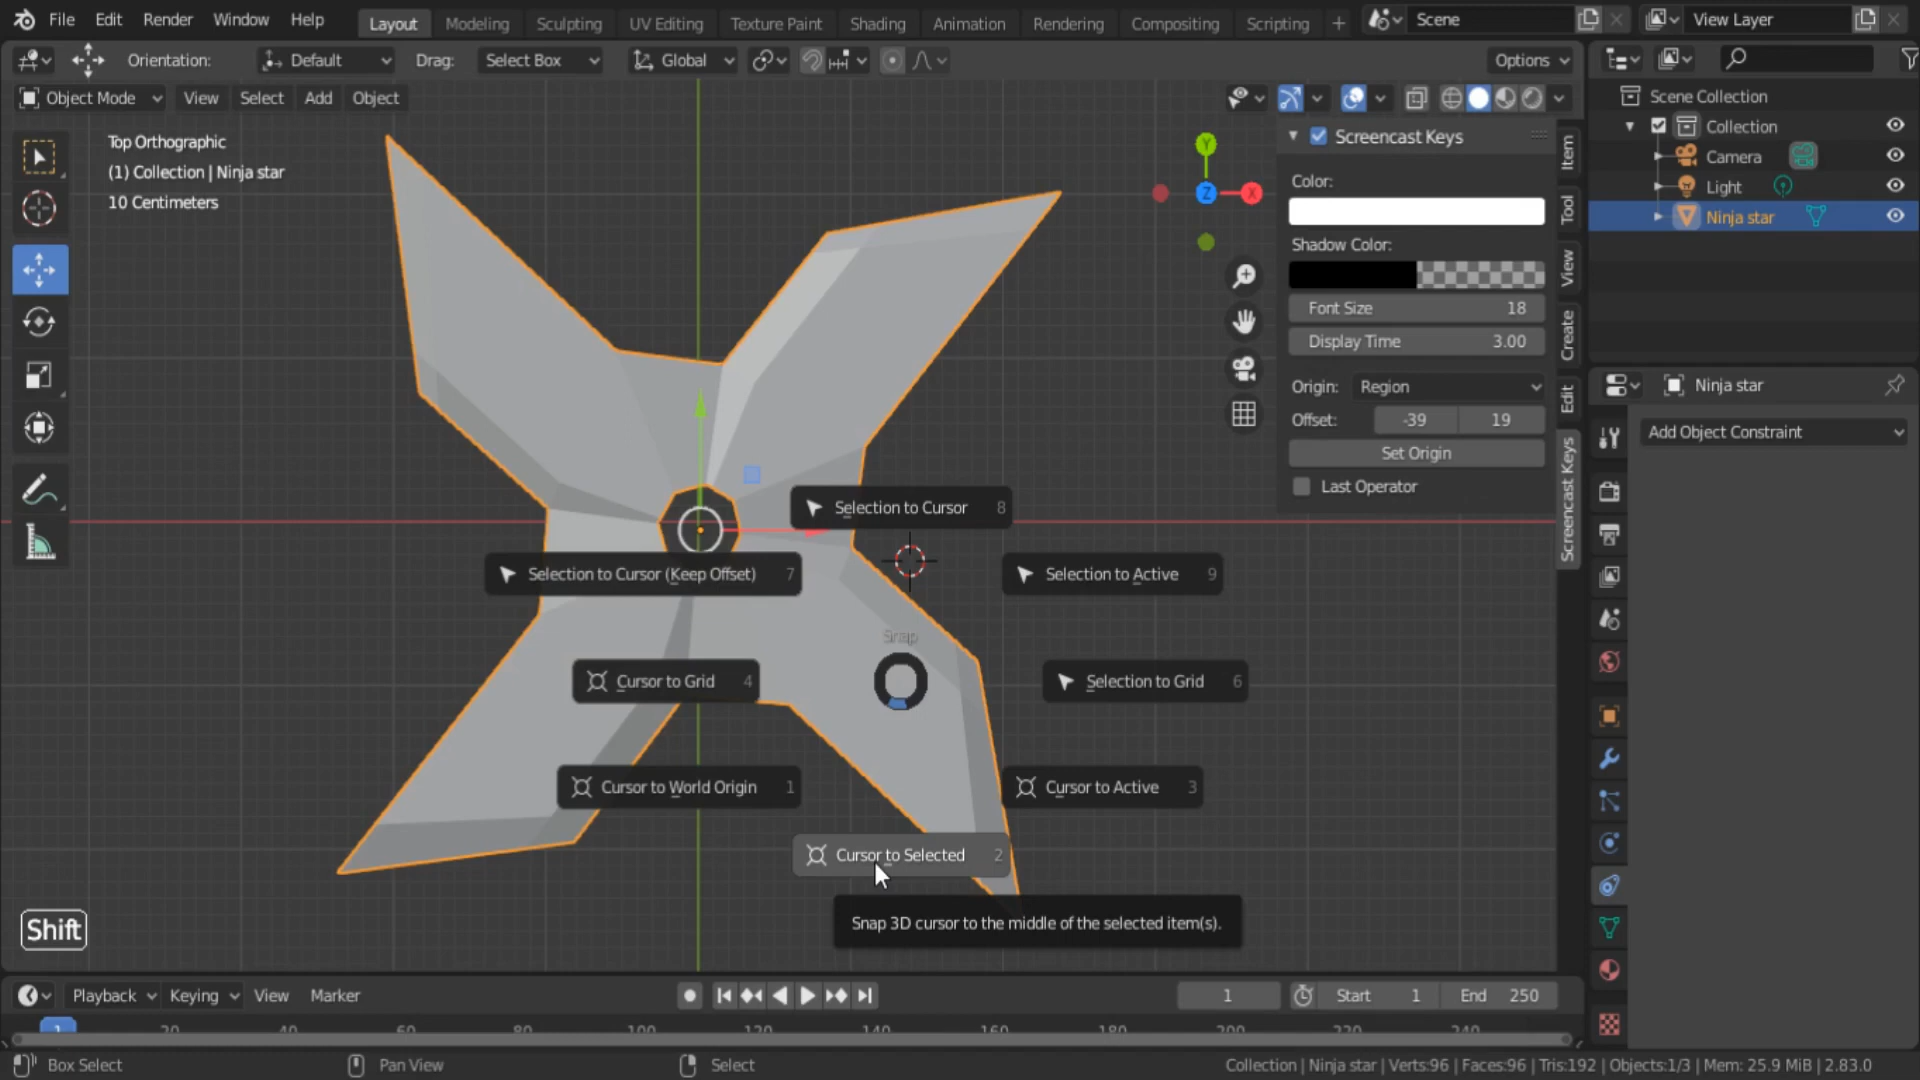 File Edit Render Window Help Layout Modeling Sculpting UV Editing Texture Paint Shading Animation Rendering Compositing Scripting + Scene View Layer
Orientation: Default Drag: Select Box Global Options
Object Mode View Select Add Object
Top Orthographic
(1) Collection | Ninja star
10 Centimeters
Y
Z
X
Screencast Keys
Color:
Shadow Color:
Font Size 18
Display Time 3.00
Origin: Region
Offset: -39 19
Set Origin
Last Operator
Item
Tool
View
Create
Edit
Screencast Keys
Scene Collection
Collection
Camera
Light
Ninja star
Ninja star
Add Object Constraint
Selection to Cursor 8
Selection to Cursor (Keep Offset) 7
Selection to Active 9
Snap
Cursor to Grid 4
Selection to Grid 6
Cursor to World Origin 1
Cursor to Active 3
Cursor to Selected 2
Snap 3D cursor to the middle of the selected item(s).
Shift
Playback Keying View Marker 1 Start 1 End 250
1 20 40 60 80 100 120 140 160 180 200 220 240
Box Select Pan View Select Collection | Ninja star | Verts:96 | Faces:96 | Tris:192 | Objects:1/3 | Mem: 25.9 MiB | 2.83.0